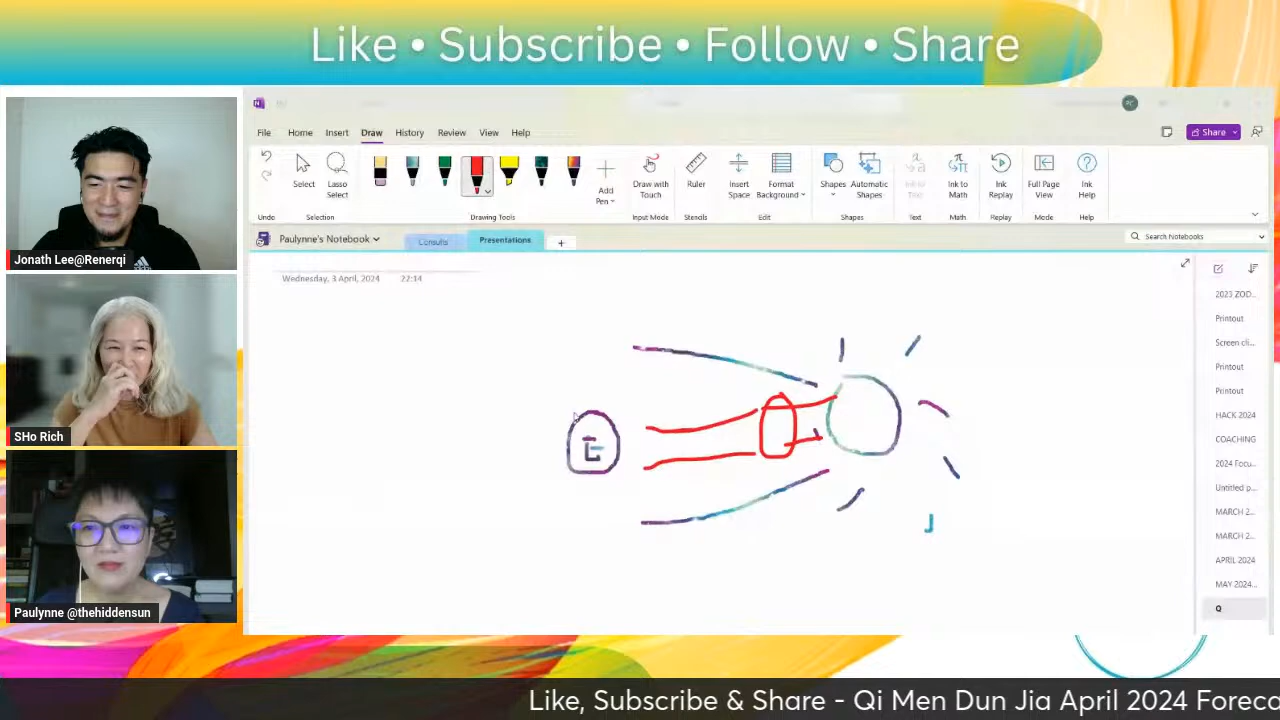 Like • Subscribe • Follow • Share
Jonath Lee@Renerqi
SHo Rich
Paulynne @thehiddensun
PC
File Home Insert Draw History Review View Help
Share
Undo
Select
Lasso
Select
Selection
Drawing Tools
Add
Pen
Draw with
Touch
Input Mode
Ruler
Stencils
Insert
Space
Format
Background
Edit
Shapes
Automatic
Shapes
Shapes
Ink to
Text
Text
Ink to
Math
Math
Ink
Replay
Replay
Full Page
View
Mode
Ink
Help
Help
Paulynne's Notebook
Consults
Presentations
+
Search Notebooks
Wednesday, 3 April, 2024 22:14
E
2023 ZOD...
Printout
Screen cli...
Printout
Printout
HACK 2024
COACHING
2024 Focu...
Untitled p...
MARCH 2...
MARCH 2...
APRIL 2024
MAY 2024...
Q
Like, Subscribe & Share - Qi Men Dun Jia April 2024 Foreca